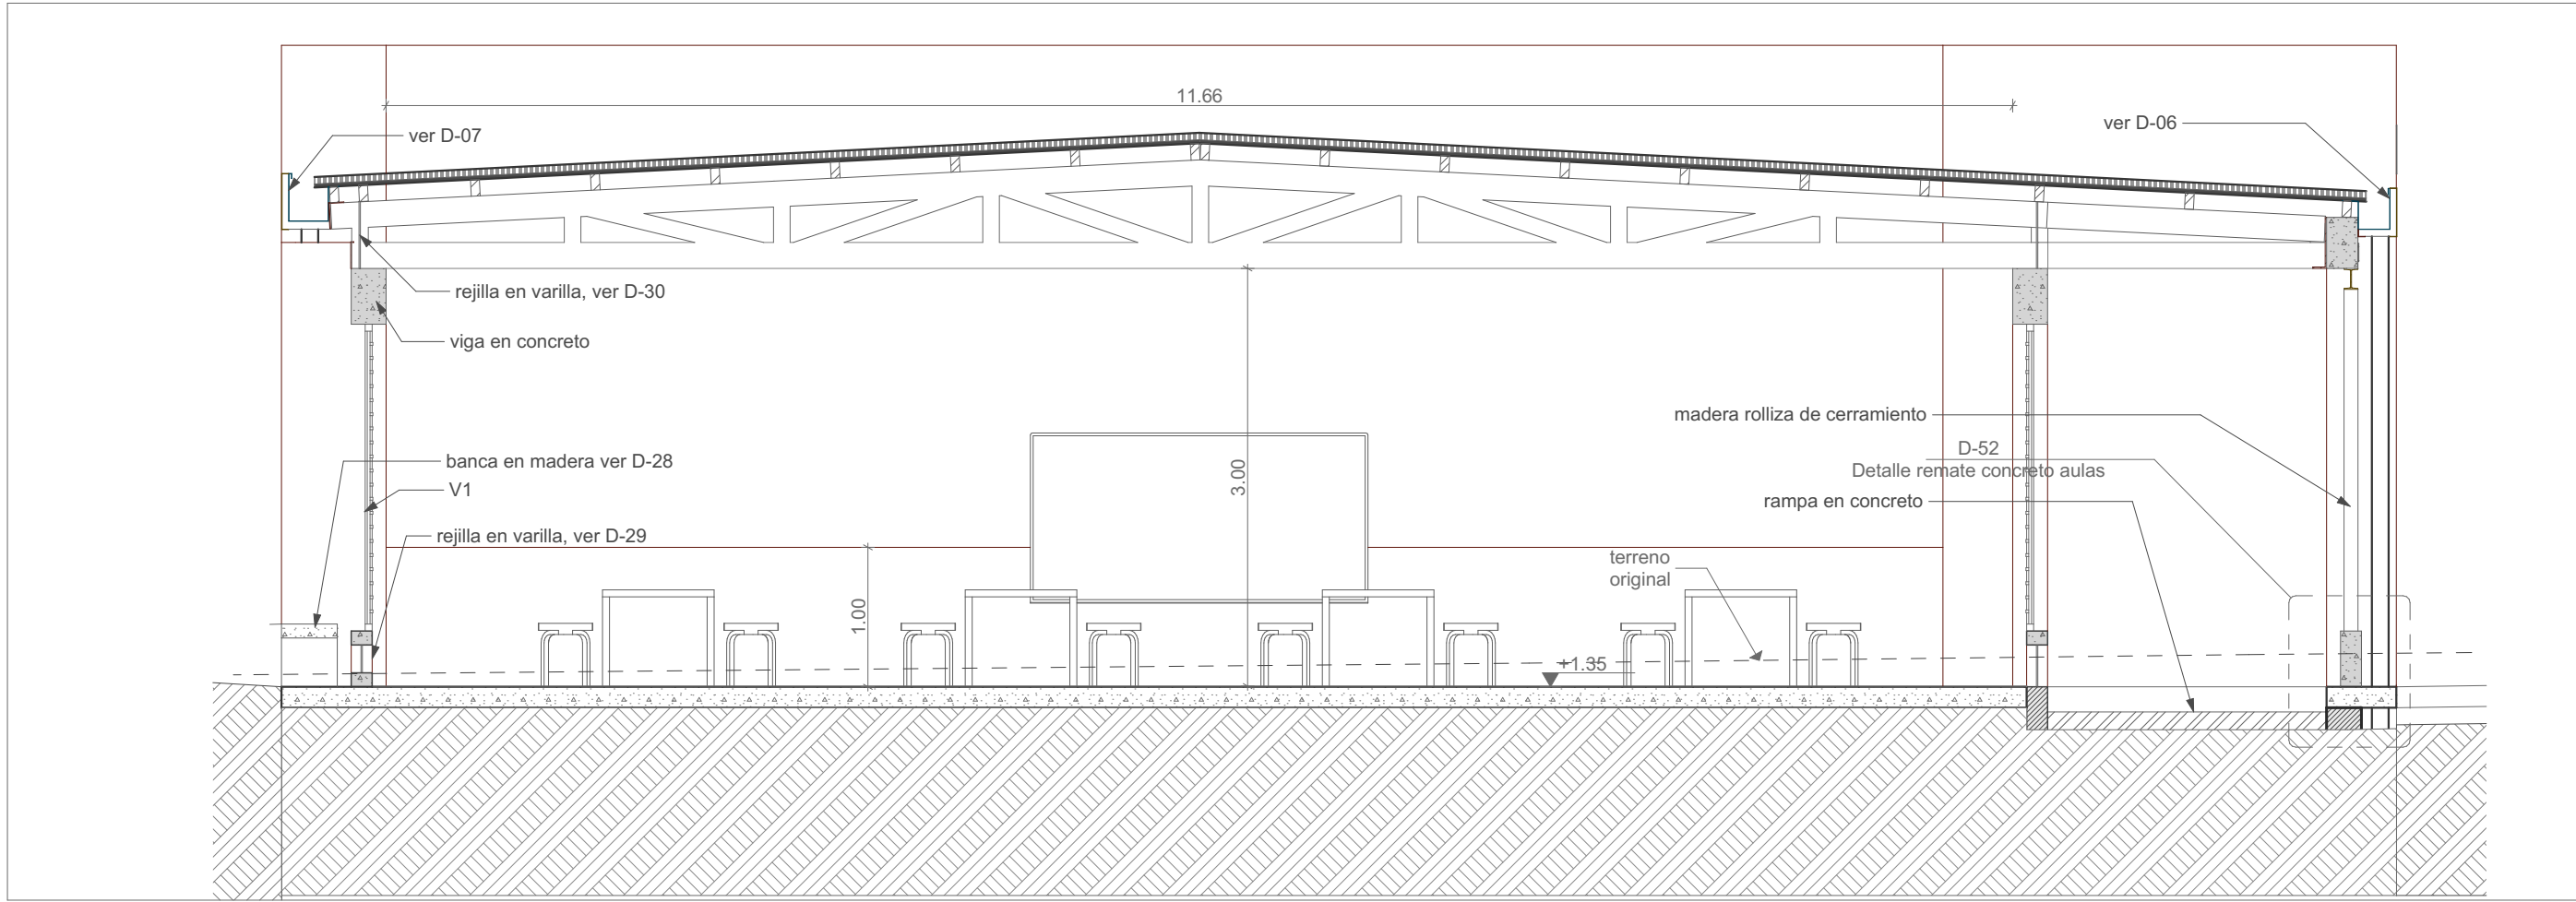 11.66
ver D-07
ver D-06
rejilla en varilla, ver D-30
viga en concreto
madera rolliza de cerramiento
D-52
Detalle remate concreto aulas
banca en madera ver D-28
V1
3.00
rampa en concreto
rejilla en varilla, ver D-29
terreno
original
1.00
+1.35